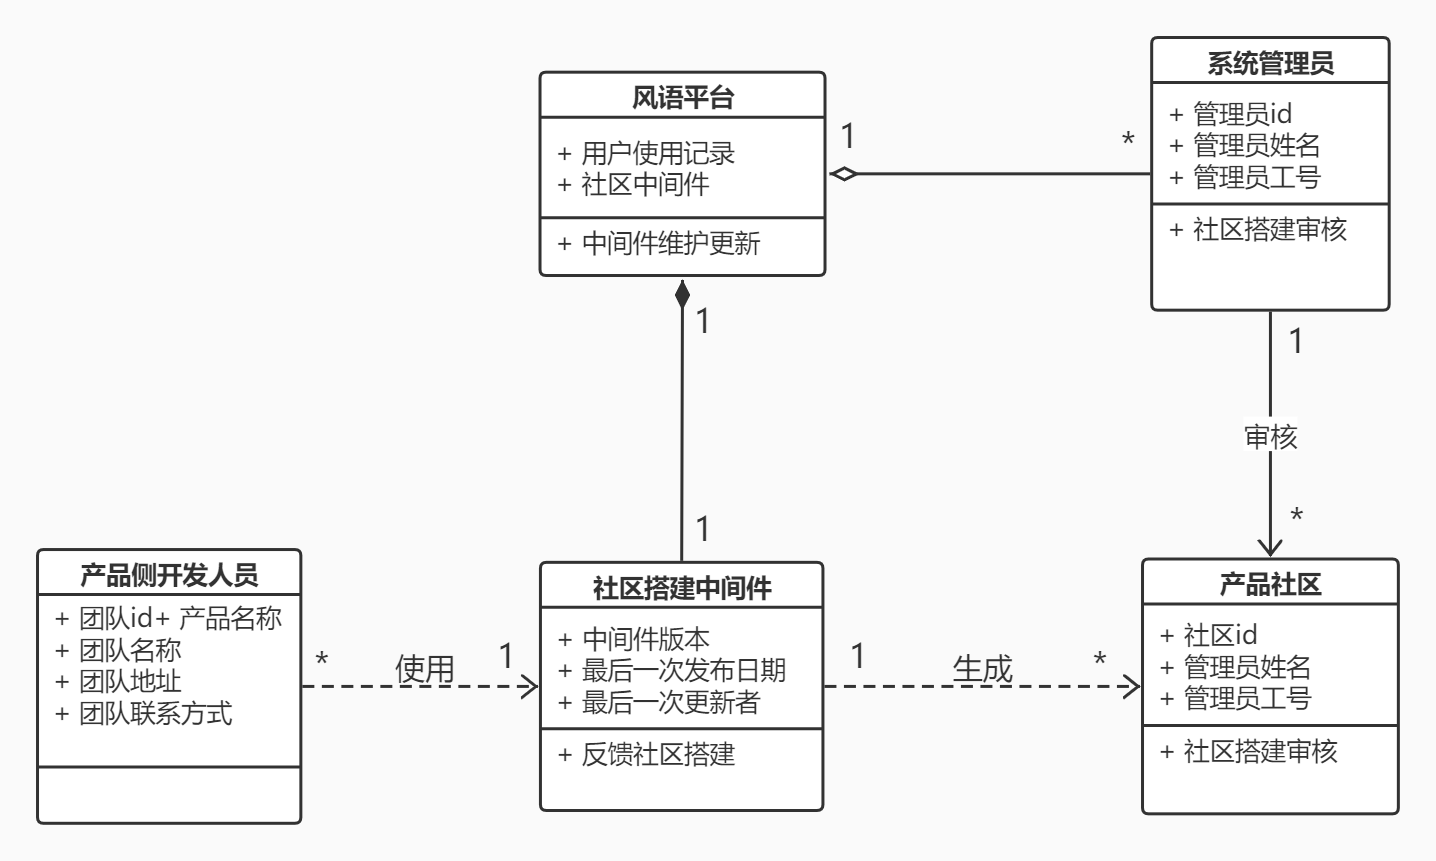 系统管理员
+ 管理员id
+ 管理员姓名
+ 管理员工号
+ 社区搭建审核
风语平台
+ 用户使用记录
+ 社区中间件
+ 中间件维护更新
1
*
1
1
1
审核
*
产品侧开发人员
+ 团队id+ 产品名称
+ 团队名称
+ 团队地址
+ 团队联系方式
*
使用
1
社区搭建中间件
+ 中间件版本
+ 最后一次发布日期
+ 最后一次更新者
+ 反馈社区搭建
1
生成
*
产品社区
+ 社区id
+ 管理员姓名
+ 管理员工号
+ 社区搭建审核